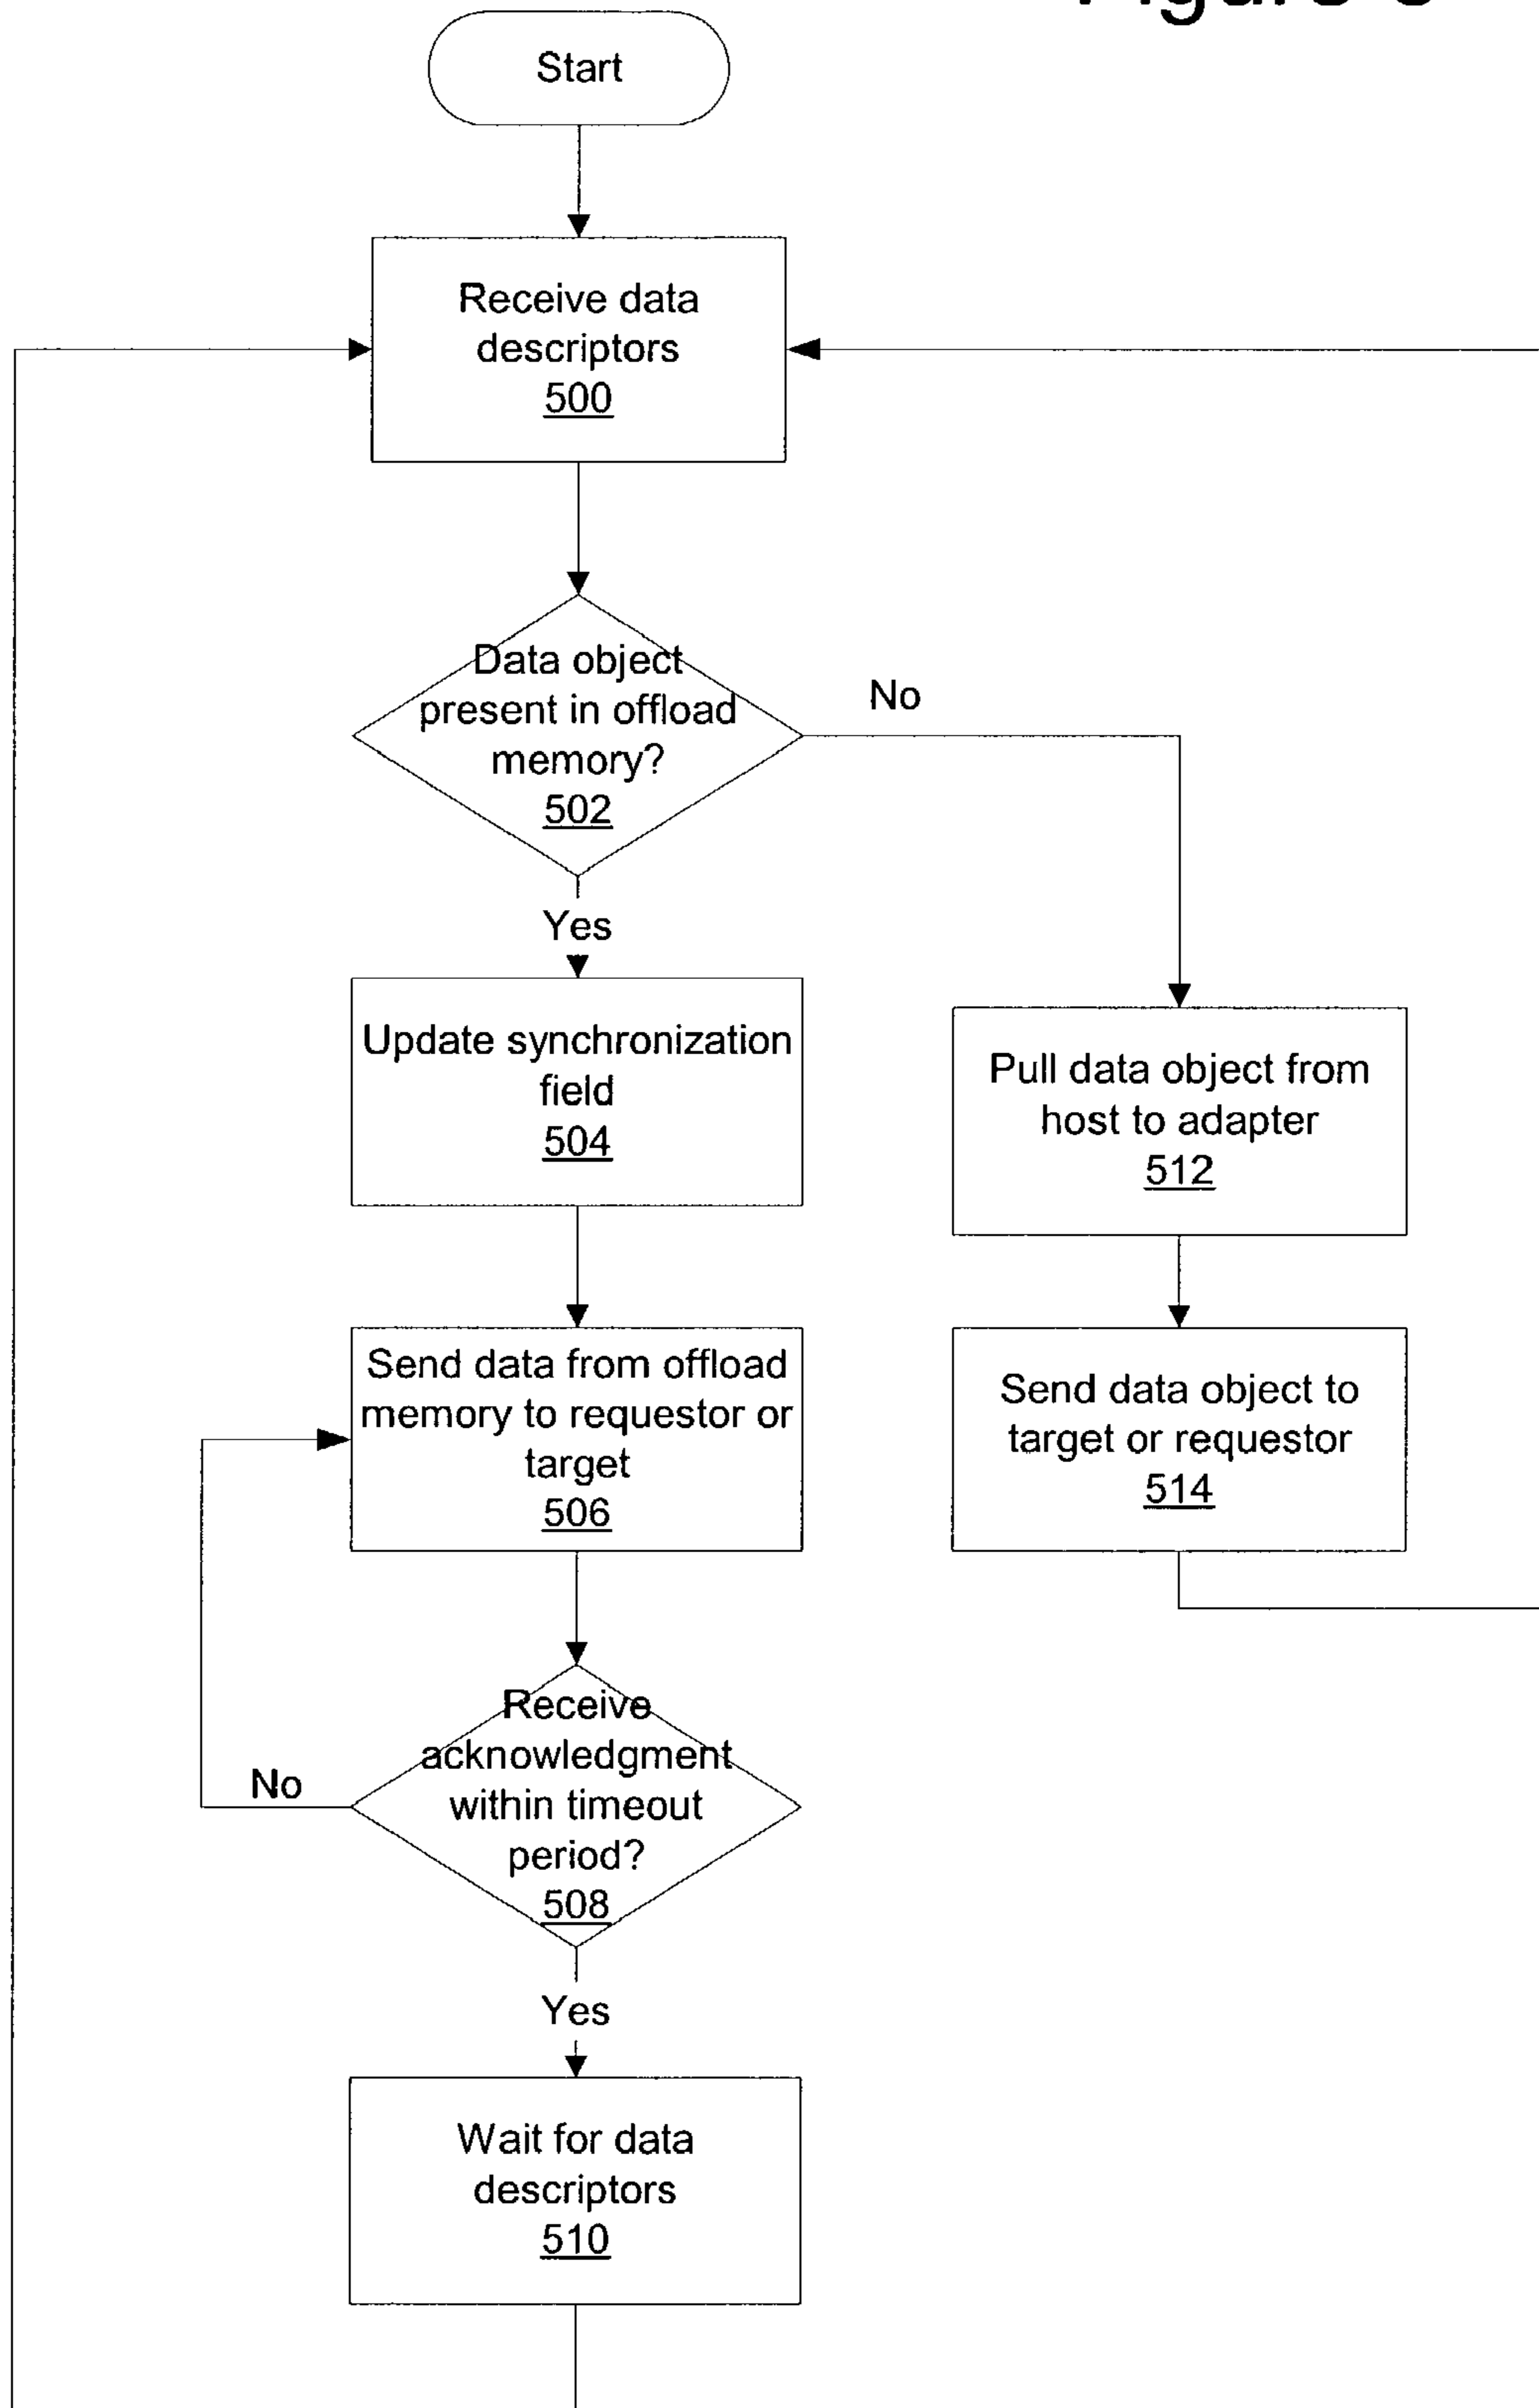 Start
Receive data
descriptors
500
Data object
present in offload
memory?
502
No
Yes
Update synchronization
field
504
Pull data object from
host to adapter
512
Send data from offload
memory to requestor or
target
506
Send data object to
target or requestor
514
Receive
acknowledgment
within timeout
period?
508
No
Yes
Wait for data
descriptors
510